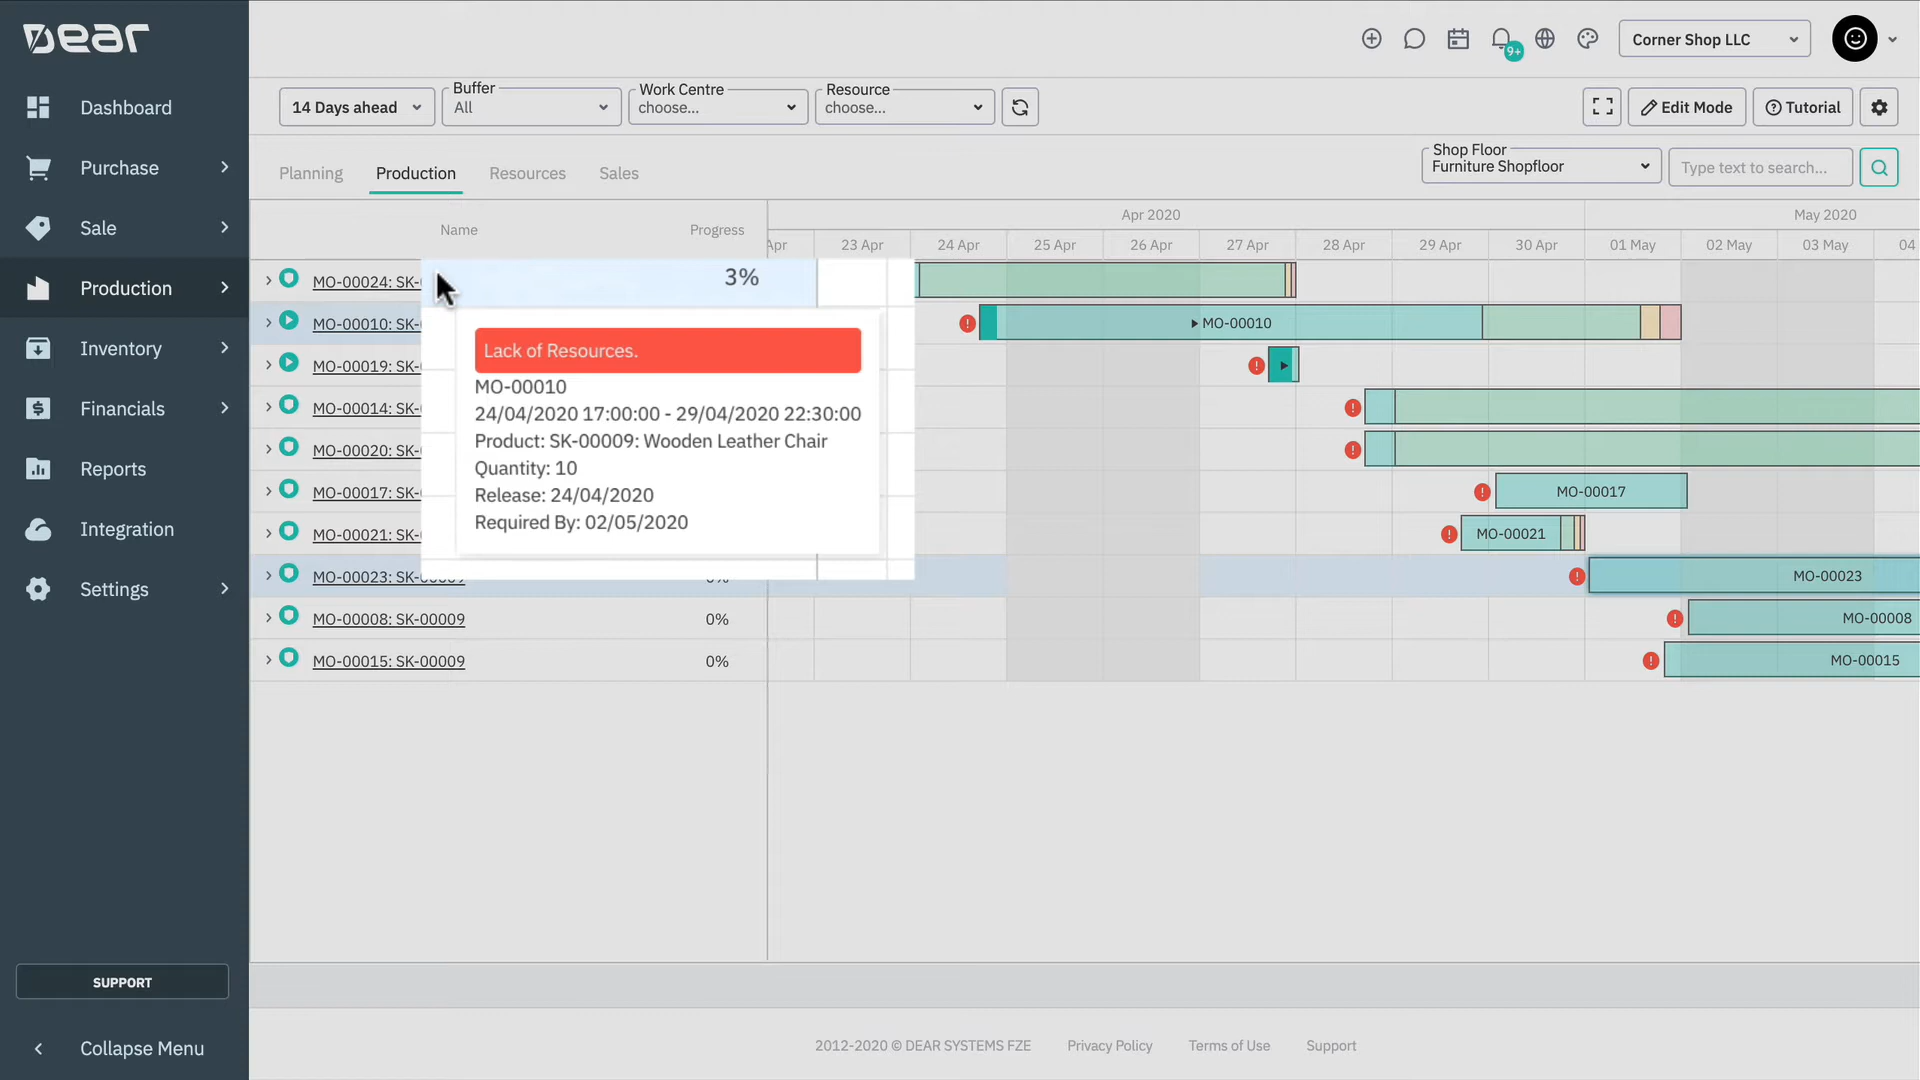 DEAR
Dashboard
Purchase
Sale
Production
Inventory
Financials
Reports
Integration
Settings
SUPPORT
Collapse Menu
9+
Corner Shop LLC
14 Days ahead
Buffer
All
Work Centre
choose...
Resource
choose...
Edit Mode
Tutorial
Planning
Production
Resources
Sales
Shop Floor
Furniture Shopfloor
Type text to search...
Name
Progress
Apr 2020
May 2020
Apr
23 Apr
24 Apr
25 Apr
26 Apr
27 Apr
28 Apr
29 Apr
30 Apr
01 May
02 May
03 May
04
MO-00024: SK-
3%
MO-00010: SK-
MO-00010
MO-00019: SK-
MO-00014: SK-
MO-00020: SK-
MO-00017: SK-
MO-00017
MO-00021: SK-
MO-00021
Lack of Resources.
MO-00010
24/04/2020 17:00:00 - 29/04/2020 22:30:00
Product: SK-00009: Wooden Leather Chair
Quantity: 10
Release: 24/04/2020
Required By: 02/05/2020
MO-00023: SK-00009
MO-00023
MO-00008: SK-00009
0%
MO-00008
MO-00015: SK-00009
0%
MO-00015
2012-2020 © DEAR SYSTEMS FZE
Privacy Policy
Terms of Use
Support